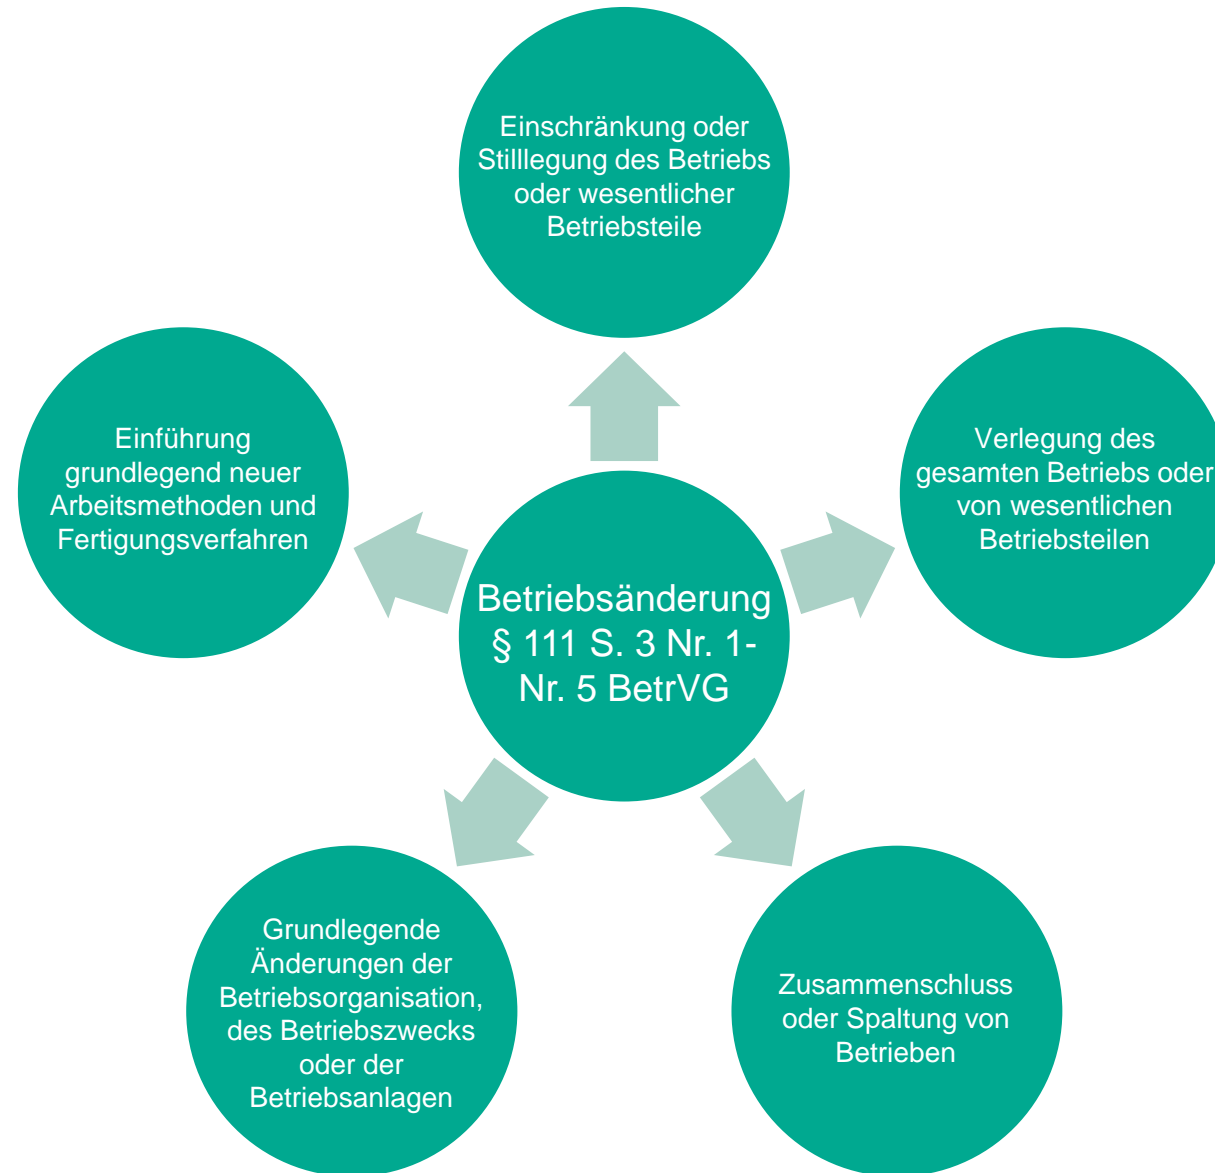 Einschränkung oder
Stilllegung des Betriebs
oder wesentlicher
Betriebsteile
Einführung
grundlegend neuer
Arbeitsmethoden und
Fertigungsverfahren
Verlegung des
gesamten Betriebs oder
von wesentlichen
Betriebsteilen
Betriebsänderung
§ 111 S. 3 Nr. 1-
Nr. 5 BetrVG
Grundlegende
Änderungen der
Betriebsorganisation,
des Betriebszwecks
oder der
Betriebsanlagen
Zusammenschluss
oder Spaltung von
Betrieben